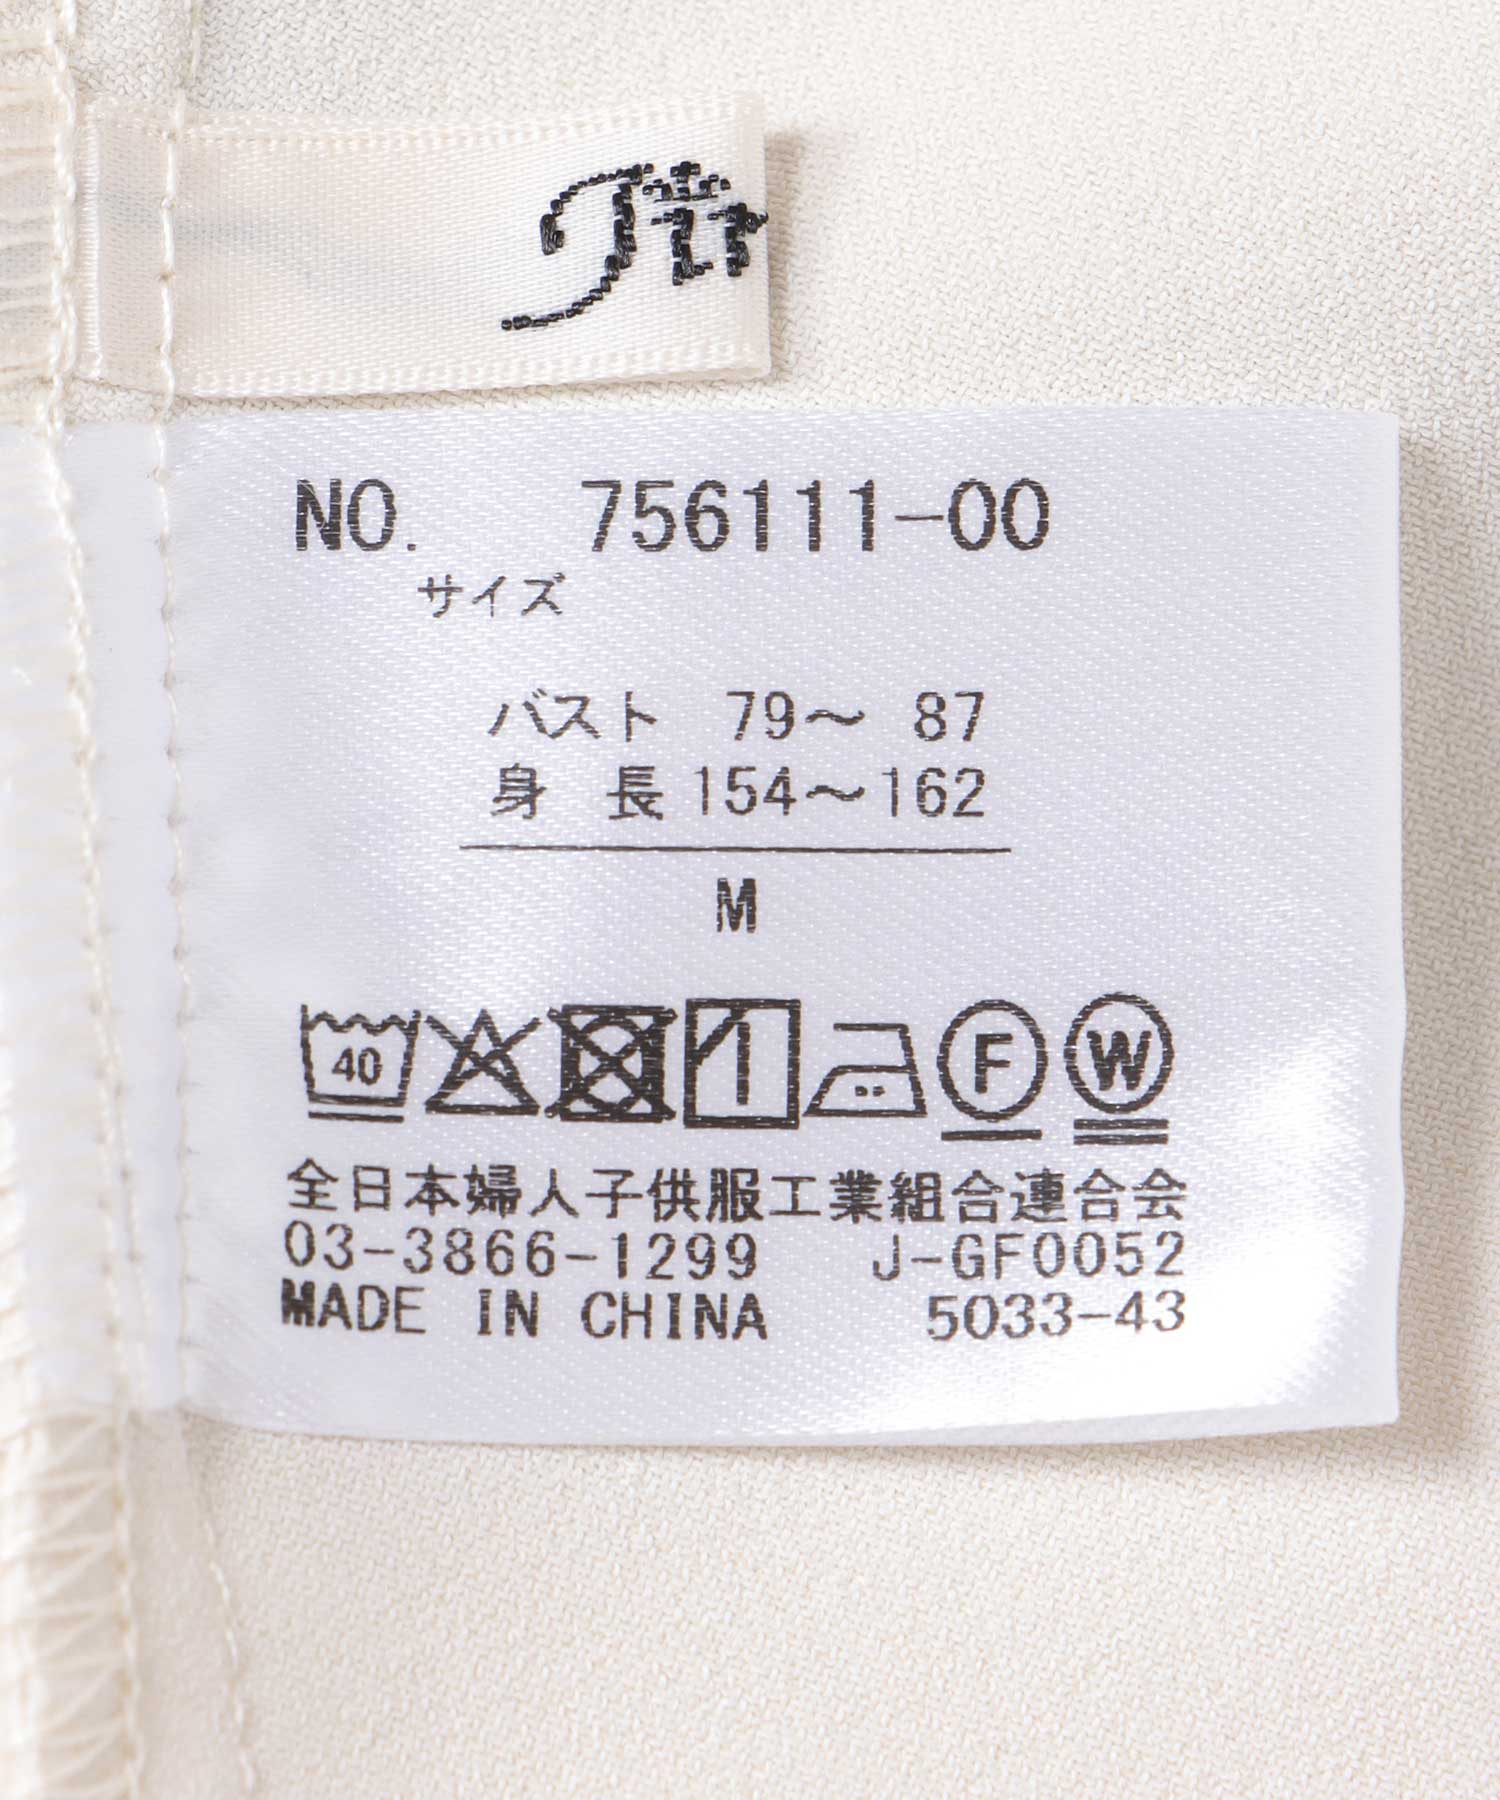 NO. 756111-00
サイズ
バスト 79～ 87
身 長 154～162
M
40
F
W
全日本婦人子供服工業組合連合会
03-3866-1299 J-GF0052
MADE IN CHINA 5033-43